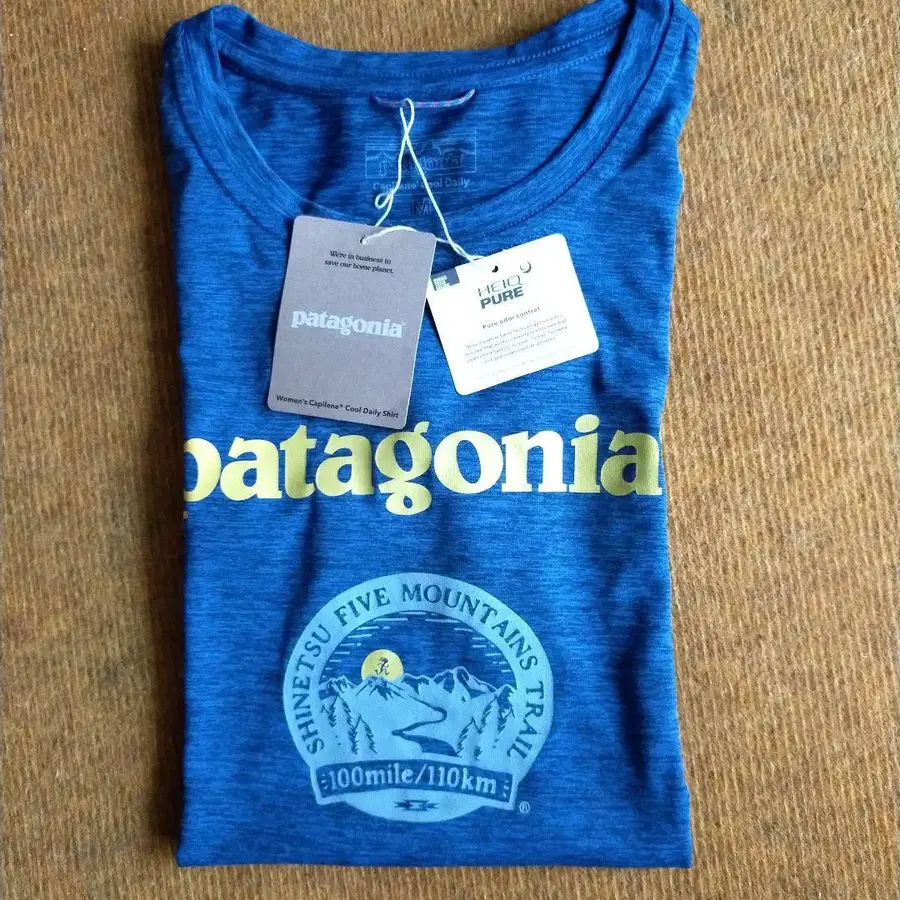 Capilene® Cool Daily
M
We're in business to
save our home planet.
patagonia®
Women's Capilene® Cool Daily Shirt
HEIQ
PURE
Pure odor control
patagonia
SHINETSU FIVE MOUNTAINS TRAIL
100mile/110km
®